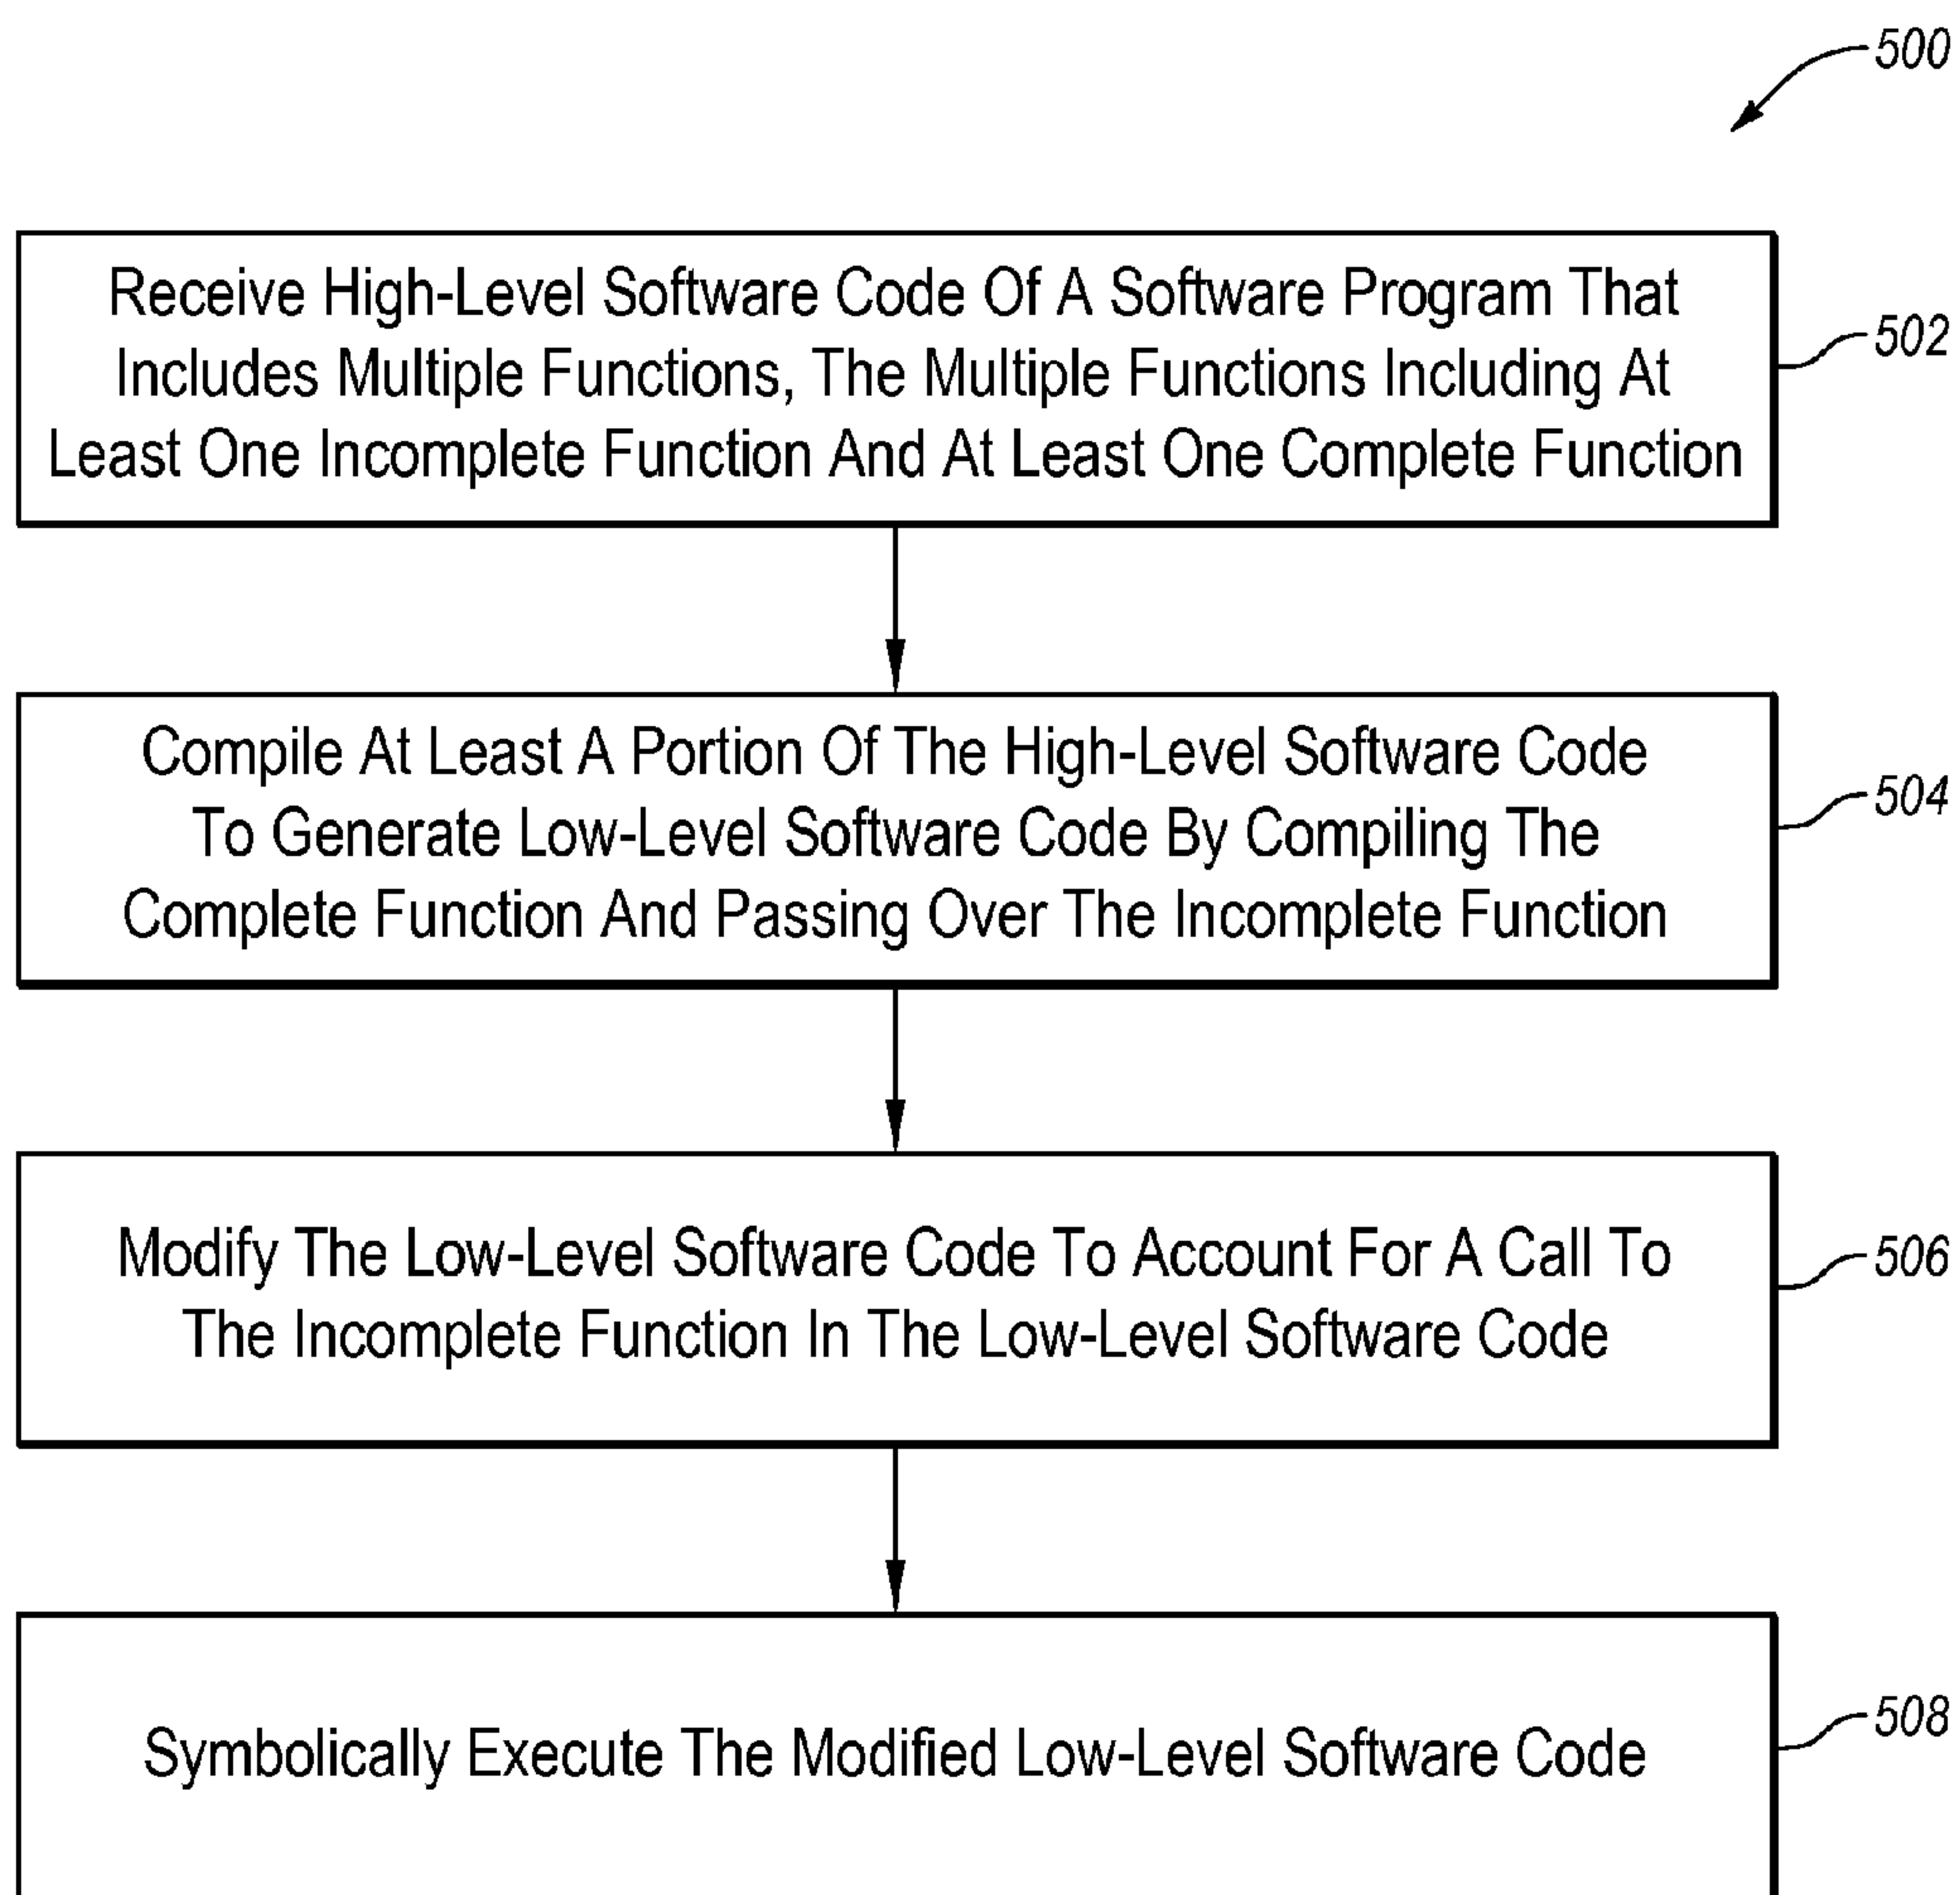 500
Receive High-Level Software Code Of A Software Program That
Includes Multiple Functions, The Multiple Functions Including At
Least One Incomplete Function And At Least One Complete Function
502
Compile At Least A Portion Of The High-Level Software Code
To Generate Low-Level Software Code By Compiling The
Complete Function And Passing Over The Incomplete Function
504
Modify The Low-Level Software Code To Account For A Call To
The Incomplete Function In The Low-Level Software Code
506
Symbolically Execute The Modified Low-Level Software Code
508